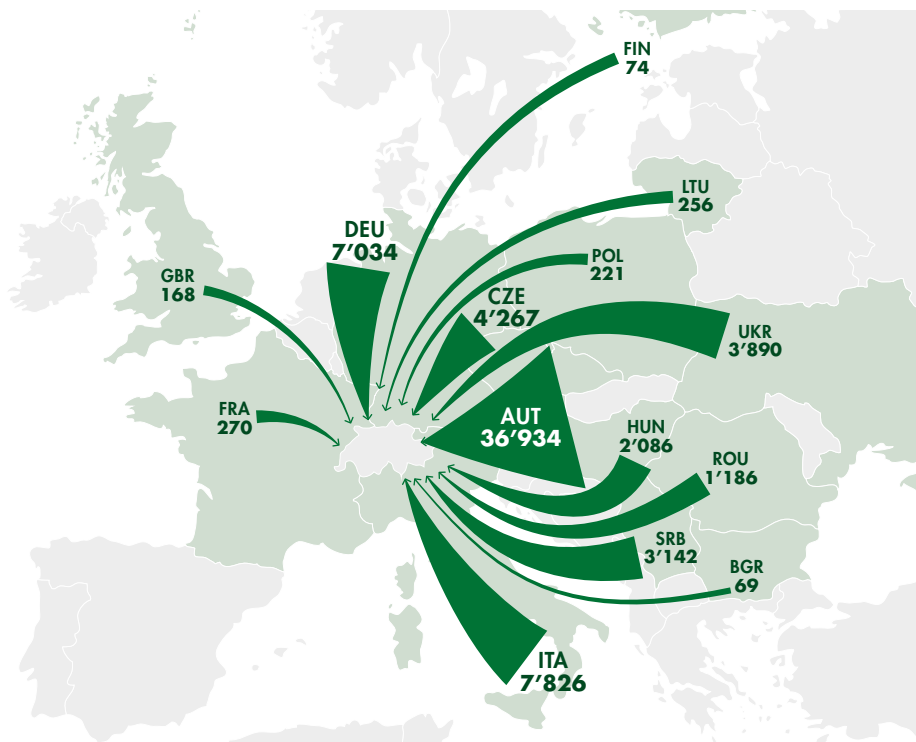 FIN
74
LTU
256
DEU
7’034
POL
221
GBR
168
CZE
4’267
UKR
3’890
FRA
270
AUT
36’934
HUN
2’086
ROU
1’186
SRB
3’142
BGR
69
ITA
7’826